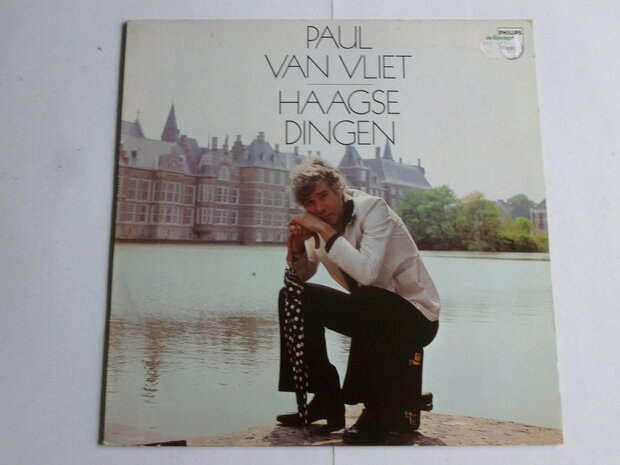 PAUL
VAN VLIET
HAAGSE
DINGEN
PHILIPS